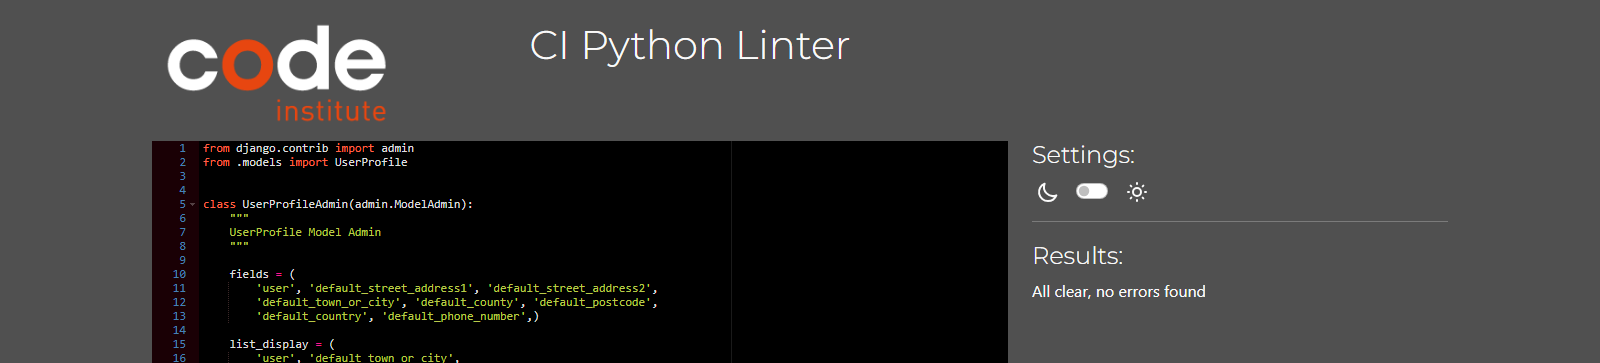 code
institute
CI Python Linter
1 from django.contrib import admin
2 from .models import UserProfile
3
4
5 class UserProfileAdmin(admin.ModelAdmin):
6 """
7 UserProfile Model Admin
8 """
9
10 fields = (
11 'user', 'default_street_address1', 'default_street_address2',
12 'default_town_or_city', 'default_county', 'default_postcode',
13 'default_country', 'default_phone_number',)
14
15 list_display = (
16 'user', 'default_town_or_city',
Settings:
Results:
All clear, no errors found